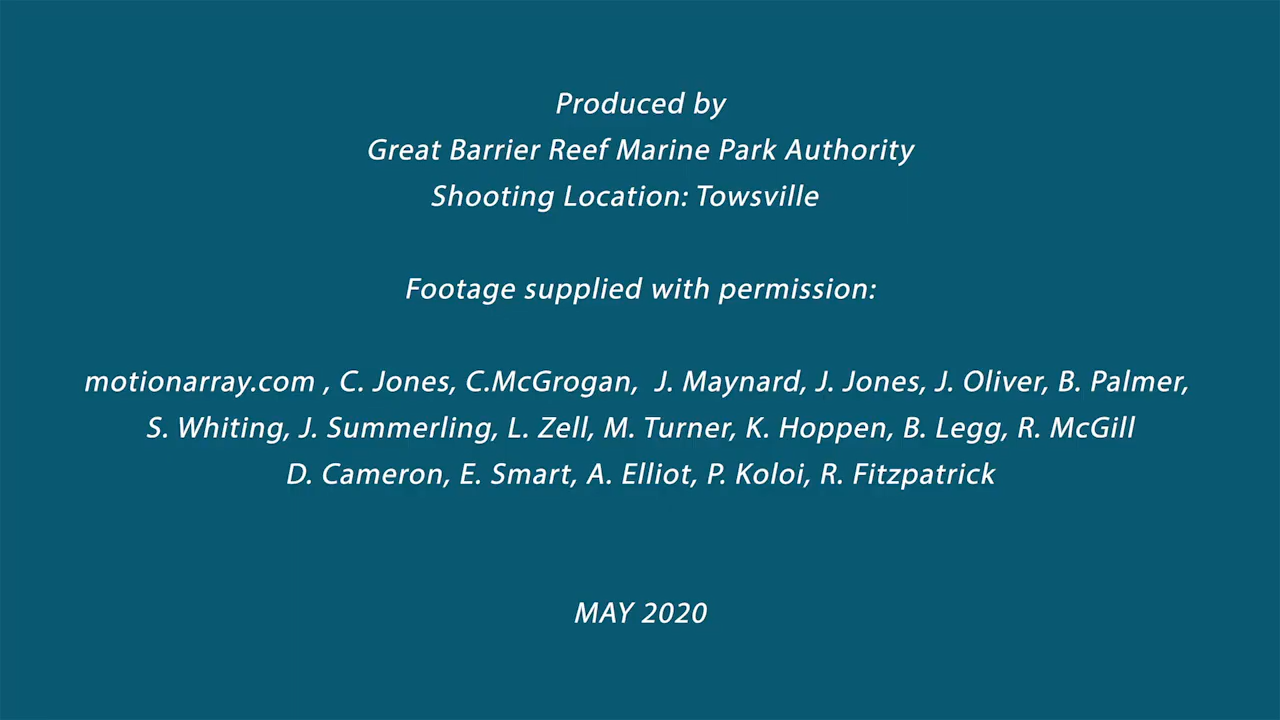 Produced by
Great Barrier Reef Marine Park Authority
Shooting Location: Towsville
Footage supplied with permission:
motionarray.com , C. Jones, C.McGrogan,  J. Maynard, J. Jones, J. Oliver, B. Palmer,
S. Whiting, J. Summerling, L. Zell, M. Turner, K. Hoppen, B. Legg, R. McGill
D. Cameron, E. Smart, A. Elliot, P. Koloi, R. Fitzpatrick
MAY 2020